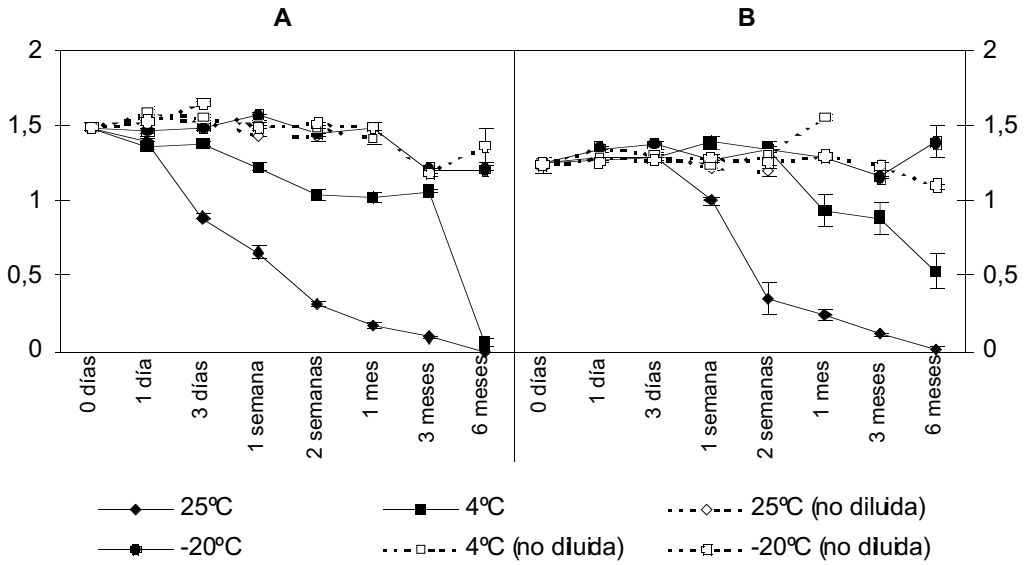 A B
2 2
1,5 1,5
1 1
0,5 0,5
0 0
0 días 1 día 3 días 1 semana 2 semanas 1 mes 3 meses 6 meses 0 días 1 día 3 días 1 semana 2 semanas 1 mes 3 meses 6 meses
25ºC 4ºC 25ºC (no diluida)
-20ºC 4ºC (no diluida) -20ºC (no diluida)